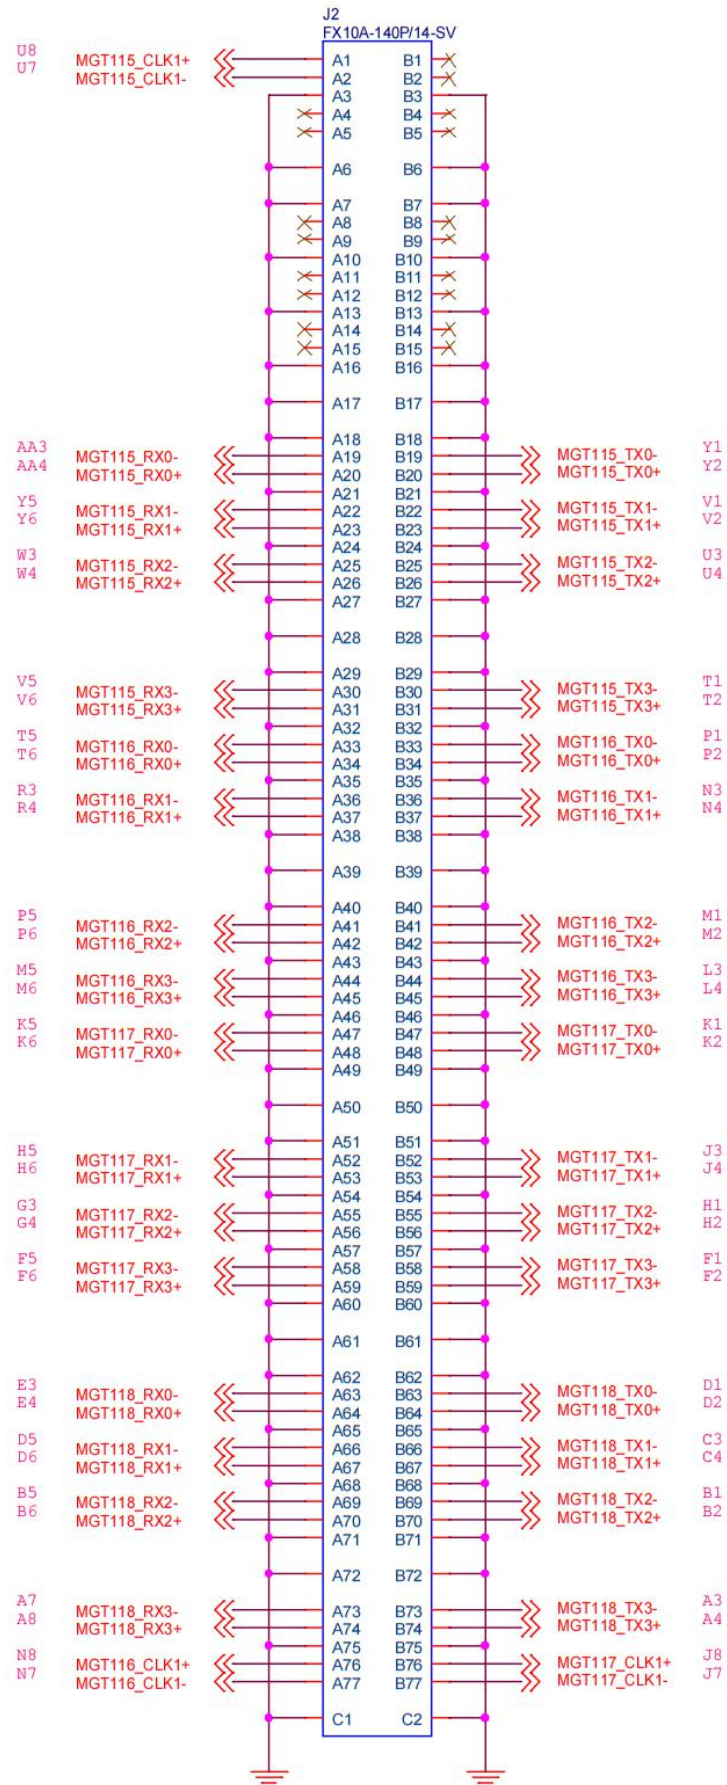 J2
FX10A-140P/14-SV
U8 MGT115_CLK1+ A1 B1
U7 MGT115_CLK1- A2 B2
A3 B3
A4 B4
A5 B5
A6 B6
A7 B7
A8 B8
A9 B9
A10 B10
A11 B11
A12 B12
A13 B13
A14 B14
A15 B15
A16 B16
A17 B17
A18 B18
AA3 MGT115_RX0- A19 B19 MGT115_TX0- Y1
AA4 MGT115_RX0+ A20 B20 MGT115_TX0+ Y2
A21 B21
Y5 MGT115_RX1- A22 B22 MGT115_TX1- V1
Y6 MGT115_RX1+ A23 B23 MGT115_TX1+ V2
A24 B24
W3 MGT115_RX2- A25 B25 MGT115_TX2- U3
W4 MGT115_RX2+ A26 B26 MGT115_TX2+ U4
A27 B27
A28 B28
A29 B29
V5 MGT115_RX3- A30 B30 MGT115_TX3- T1
V6 MGT115_RX3+ A31 B31 MGT115_TX3+ T2
A32 B32
T5 MGT116_RX0- A33 B33 MGT116_TX0- P1
T6 MGT116_RX0+ A34 B34 MGT116_TX0+ P2
A35 B35
R3 MGT116_RX1- A36 B36 MGT116_TX1- N3
R4 MGT116_RX1+ A37 B37 MGT116_TX1+ N4
A38 B38
A39 B39
A40 B40
P5 MGT116_RX2- A41 B41 MGT116_TX2- M1
P6 MGT116_RX2+ A42 B42 MGT116_TX2+ M2
A43 B43
M5 MGT116_RX3- A44 B44 MGT116_TX3- L3
M6 MGT116_RX3+ A45 B45 MGT116_TX3+ L4
A46 B46
K5 MGT117_RX0- A47 B47 MGT117_TX0- K1
K6 MGT117_RX0+ A48 B48 MGT117_TX0+ K2
A49 B49
A50 B50
A51 B51
H5 MGT117_RX1- A52 B52 MGT117_TX1- J3
H6 MGT117_RX1+ A53 B53 MGT117_TX1+ J4
A54 B54
G3 MGT117_RX2- A55 B55 MGT117_TX2- H1
G4 MGT117_RX2+ A56 B56 MGT117_TX2+ H2
A57 B57
F5 MGT117_RX3- A58 B58 MGT117_TX3- F1
F6 MGT117_RX3+ A59 B59 MGT117_TX3+ F2
A60 B60
A61 B61
A62 B62
E3 MGT118_RX0- A63 B63 MGT118_TX0- D1
E4 MGT118_RX0+ A64 B64 MGT118_TX0+ D2
A65 B65
D5 MGT118_RX1- A66 B66 MGT118_TX1- C3
D6 MGT118_RX1+ A67 B67 MGT118_TX1+ C4
A68 B68
B5 MGT118_RX2- A69 B69 MGT118_TX2- B1
B6 MGT118_RX2+ A70 B70 MGT118_TX2+ B2
A71 B71
A72 B72
A7 MGT118_RX3- A73 B73 MGT118_TX3- A3
A8 MGT118_RX3+ A74 B74 MGT118_TX3+ A4
A75 B75
N8 MGT116_CLK1+ A76 B76 MGT117_CLK1+ J8
N7 MGT116_CLK1- A77 B77 MGT117_CLK1- J7
C1 C2